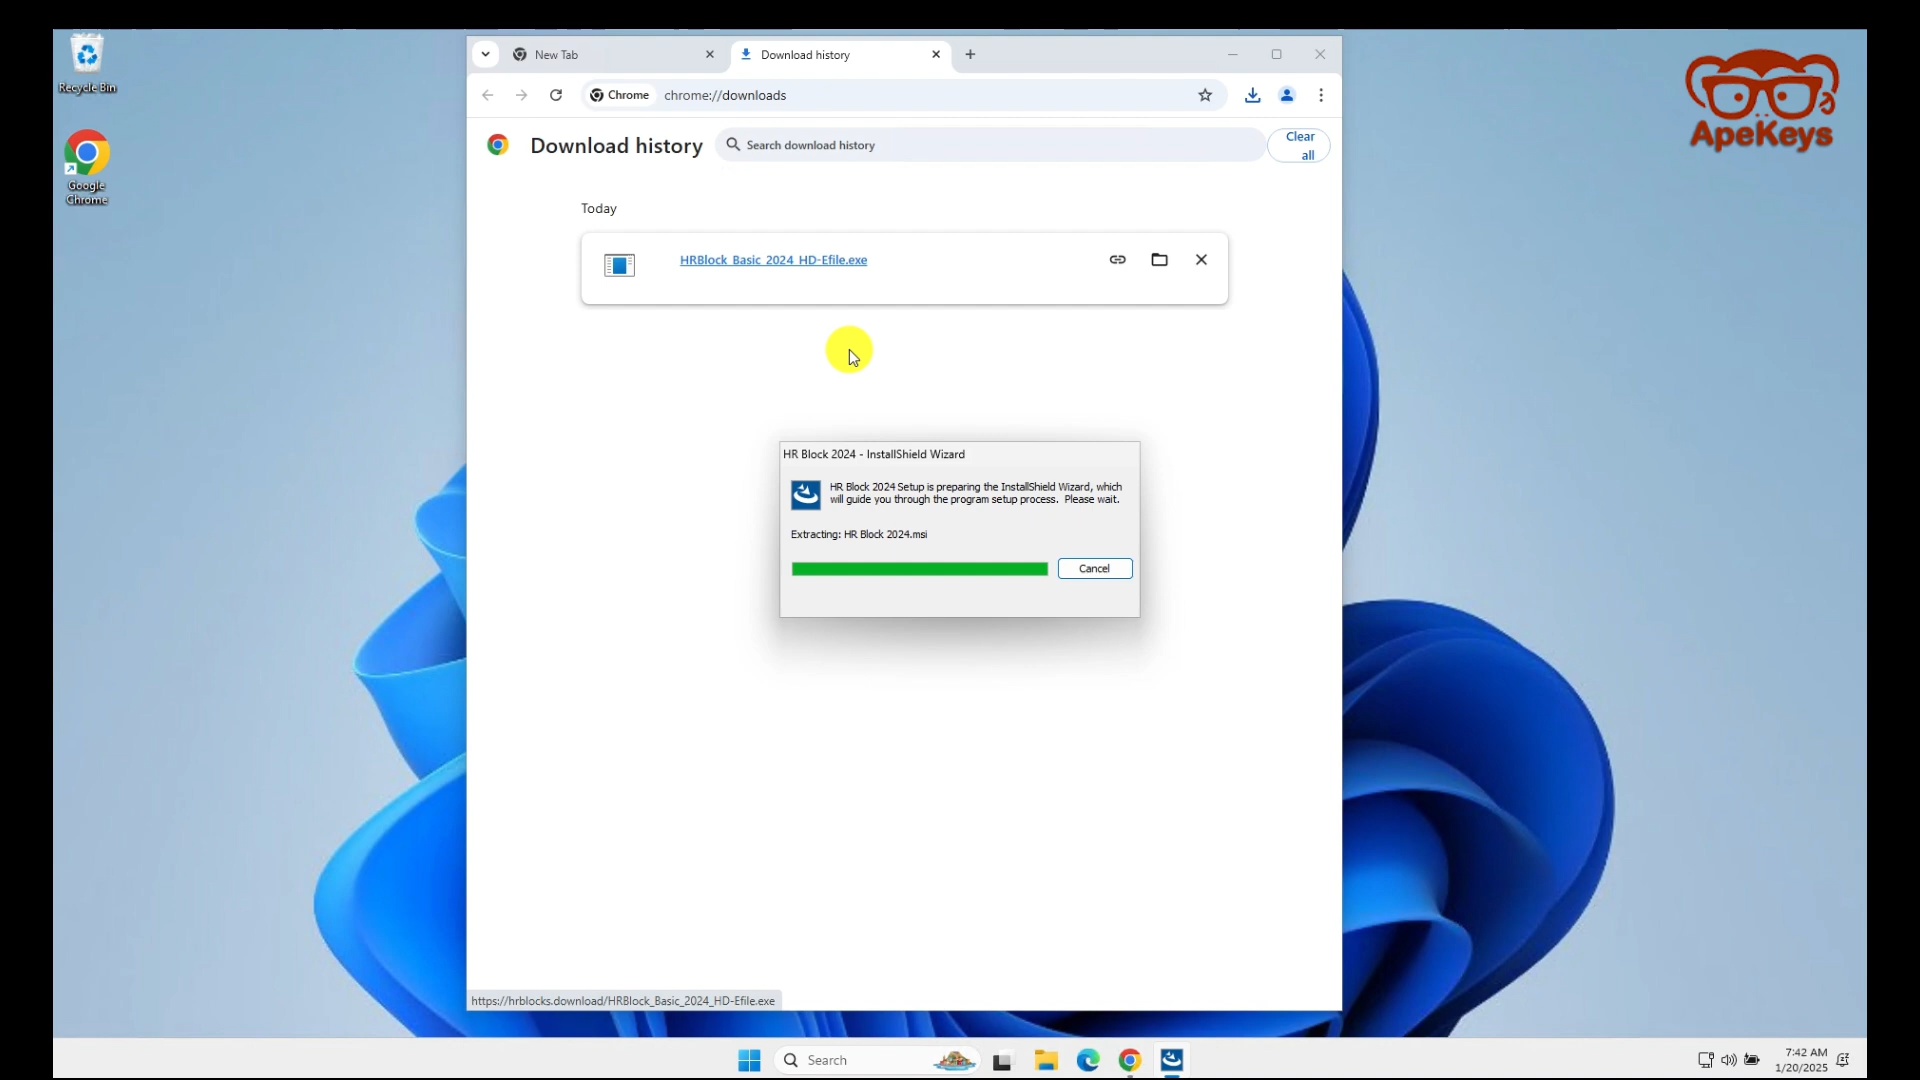 Recycle Bin
Google
Chrome
New Tab
Download history
Chrome
chrome://downloads
Download history
Search download history
Clear
all
Today
HRBlock_Basic_2024_HD-Efile.exe
HR Block 2024 - InstallShield Wizard
HR Block 2024 Setup is preparing the InstallShield Wizard, which
will guide you through the program setup process. Please wait.
Extracting: HR Block 2024.msi
Cancel
https://hrblocks.download/HRBlock_Basic_2024_HD-Efile.exe
ApeKeys
Search
7:42 AM
1/20/2025